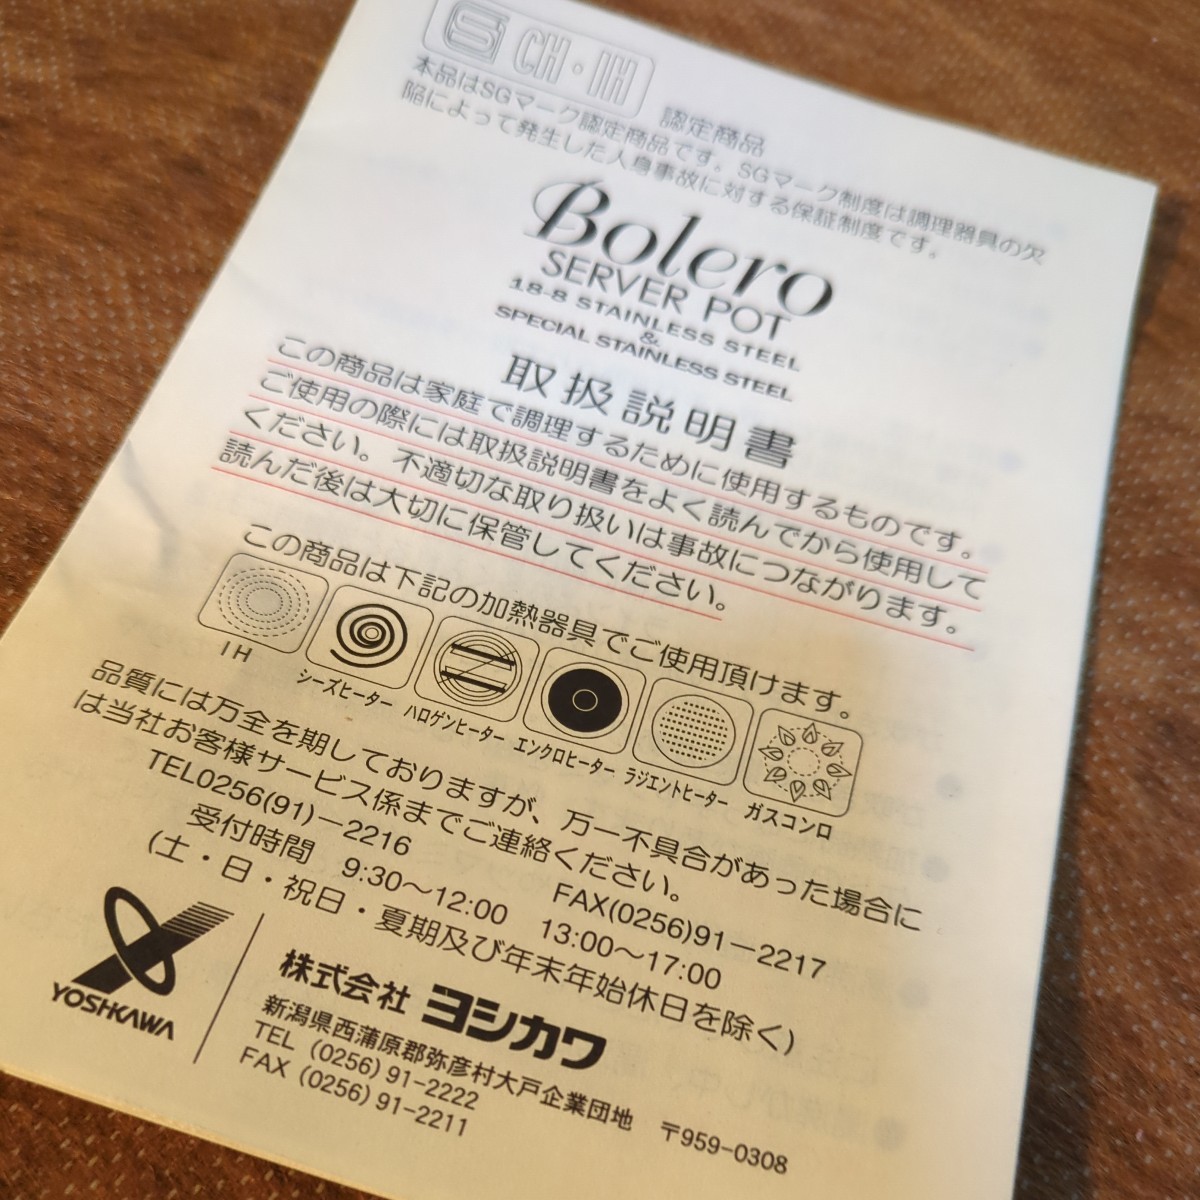 SG CH・IH 認定商品
本品はSGマーク認定商品です。SGマーク制度は調理器具の欠
陥によって発生した人身事故に対する保証制度です。
Bolero
SERVER POT
18-8 STAINLESS STEEL
&
SPECIAL STAINLESS STEEL
取扱説明書
この商品は家庭で調理するために使用するものです。
ご使用の際には取扱説明書をよく読んでから使用して
ください。不適切な取り扱いは事故につながります。
読んだ後は大切に保管してください。
この商品は下記の加熱器具でご使用頂けます。
IH シーズヒーター ハロゲンヒーター エンクロヒーター ラジエントヒーター ガスコンロ
品質には万全を期しておりますが、万一不具合があった場合に
は当社お客様サービス係までご連絡ください。
TEL0256(91)－2216 FAX(0256)91－2217
受付時間 9:30～12:00 13:00～17:00
(土・日・祝日・夏期及び年末年始休日を除く)
YOSHIKAWA
株式会社 ヨシカワ
新潟県西蒲原郡弥彦村大戸企業団地 〒959-0308
TEL (0256) 91-2222
FAX (0256) 91-2211